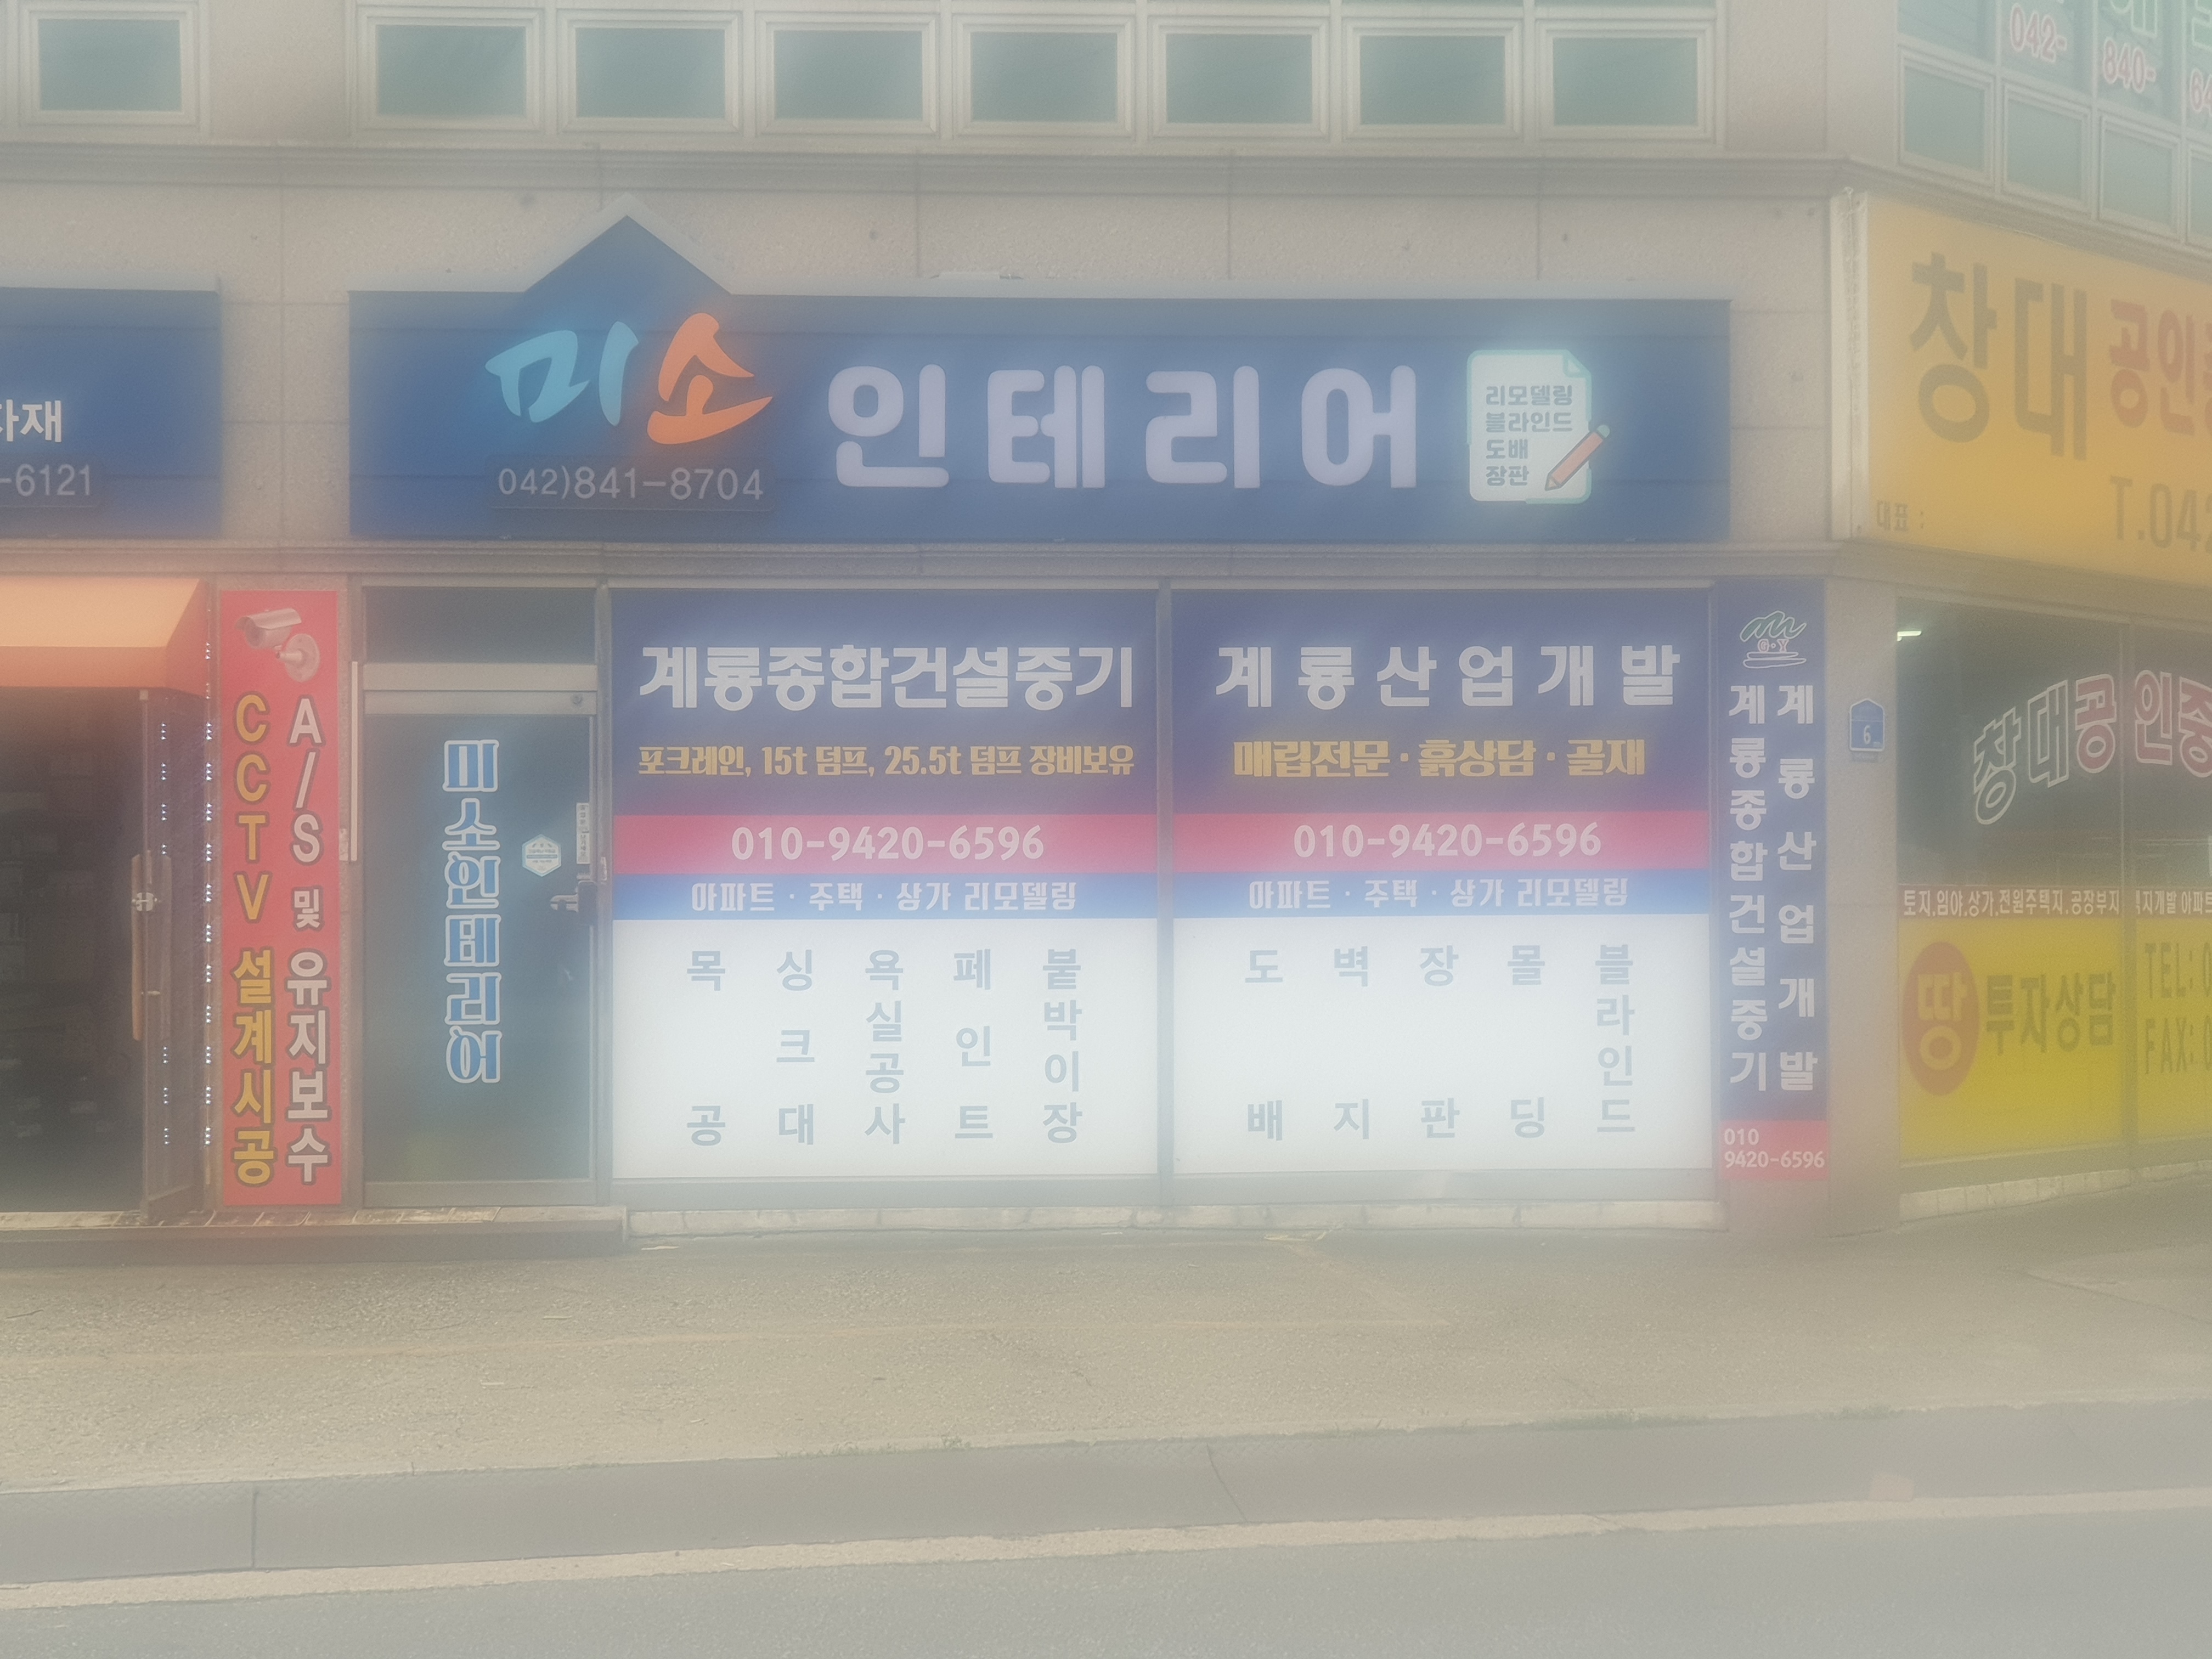 042-
840-
자재
-6121
미소 인테리어
042)841-8704
리모델링
블라인드
도배
장판
창대 공인
대표 :
T.042
CCTV 설계시공
A/S 및 유지보수
미소인테리어
계룡종합건설중기
포크레인, 15t 덤프, 25.5t 덤프 장비보유
010-9420-6596
아파트 · 주택 · 상가 리모델링
목공
싱크대
욕실공사
페인트
붙박이장
계룡산업개발
매립전문 · 흙상담 · 골재
010-9420-6596
아파트 · 주택 · 상가 리모델링
도배
벽지
장판
몰딩
블라인드
G·Y
계룡종합건설중기
계룡산업개발
010
9420-6596
6
창대공인중
토지.임야.상가.전원주택지.공장부지
땅 투자상담
TEL: 0
FAX: 0